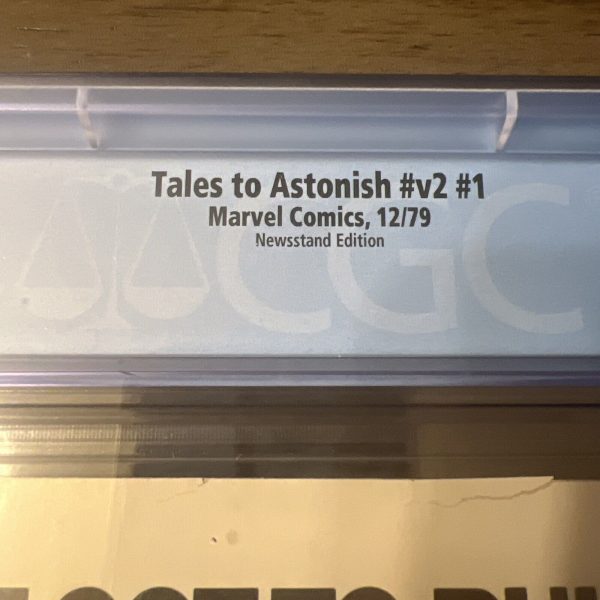 Tales to Astonish #v2 #1
Marvel Comics, 12/79
Newsstand Edition
CGC